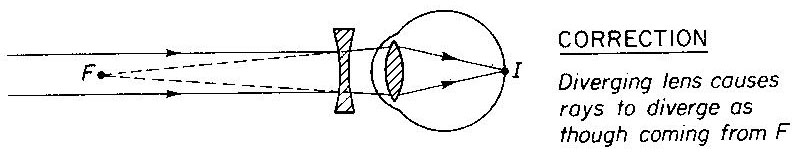 F
I
CORRECTION
Diverging lens causes
rays to diverge as
though coming from F